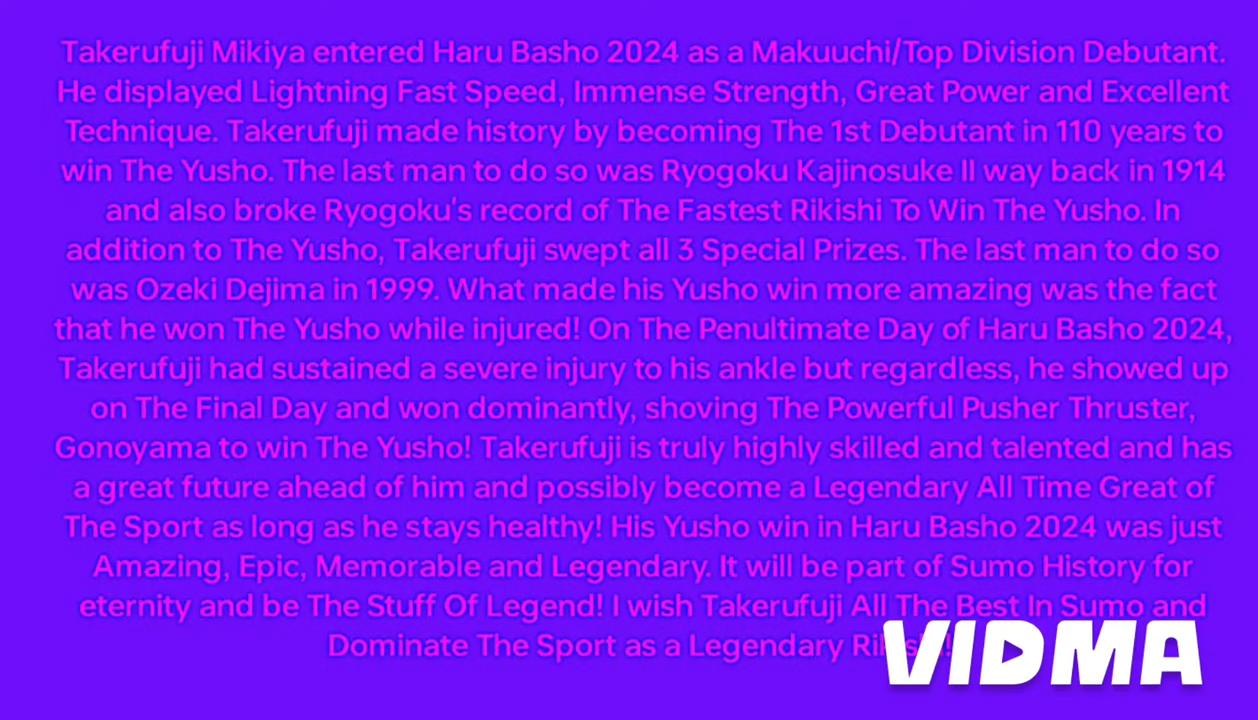 Takerufuji Mikiya entered Haru Basho 2024 as a Makuuchi/Top Division Debutant.
He displayed Lightning Fast Speed, Immense Strength, Great Power and Excellent
Technique. Takerufuji made history by becoming The 1st Debutant in 110 years to
win The Yusho. The last man to do so was Ryogoku Kajinosuke II way back in 1914
and also broke Ryogoku's record of The Fastest Rikishi To Win The Yusho. In
addition to The Yusho, Takerufuji swept all 3 Special Prizes. The last man to do so
was Ozeki Dejima in 1999. What made his Yusho win more amazing was the fact
that he won The Yusho while injured! On The Penultimate Day of Haru Basho 2024,
Takerufuji had sustained a severe injury to his ankle but regardless, he showed up
on The Final Day and won dominantly, shoving The Powerful Pusher Thruster,
Gonoyama to win The Yusho! Takerufuji is truly highly skilled and talented and has
a great future ahead of him and possibly become a Legendary All Time Great of
The Sport as long as he stays healthy! His Yusho win in Haru Basho 2024 was just
Amazing, Epic, Memorable and Legendary. It will be part of Sumo History for
eternity and be The Stuff Of Legend! I wish Takerufuji All The Best In Sumo and
Dominate The Sport as a Legendary
VIDMA